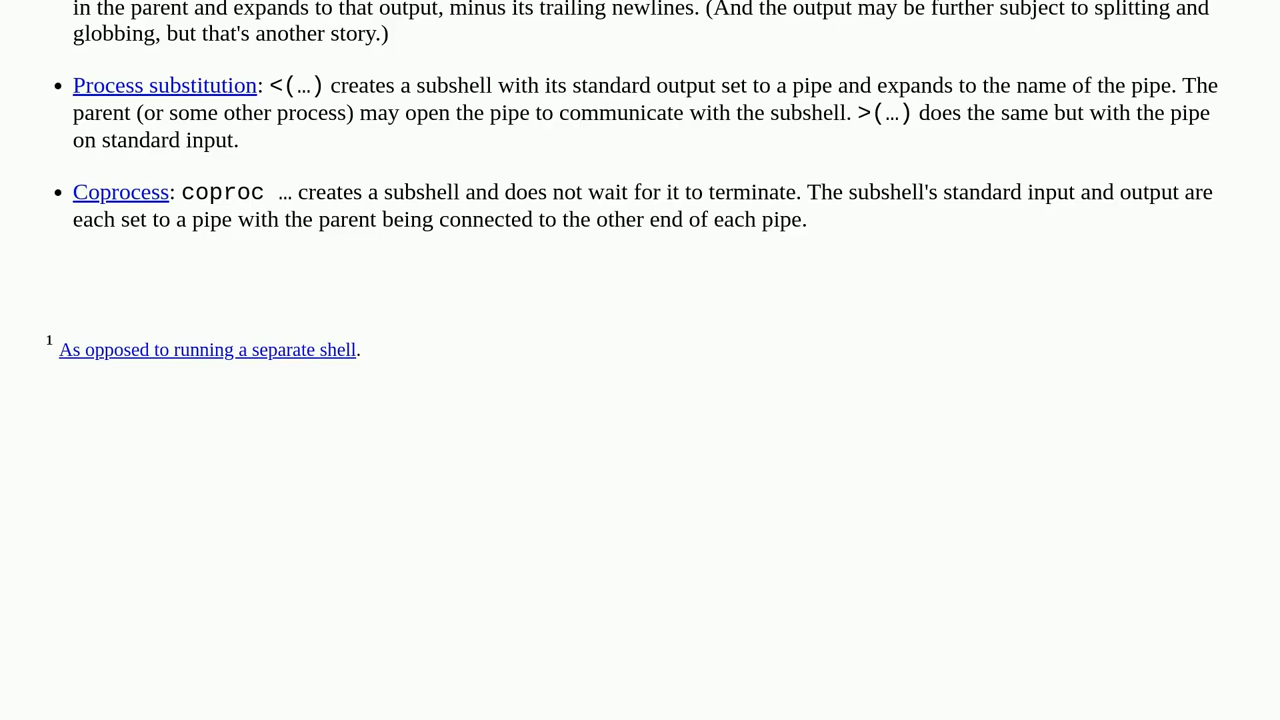 in the parent and expands to that output, minus its trailing newlines. (And the output may be further subject to splitting and
globbing, but that's another story.)
• Process substitution: <(…) creates a subshell with its standard output set to a pipe and expands to the name of the pipe. The
parent (or some other process) may open the pipe to communicate with the subshell. >(…) does the same but with the pipe
on standard input.
• Coprocess: coproc … creates a subshell and does not wait for it to terminate. The subshell's standard input and output are
each set to a pipe with the parent being connected to the other end of each pipe.
1 As opposed to running a separate shell.